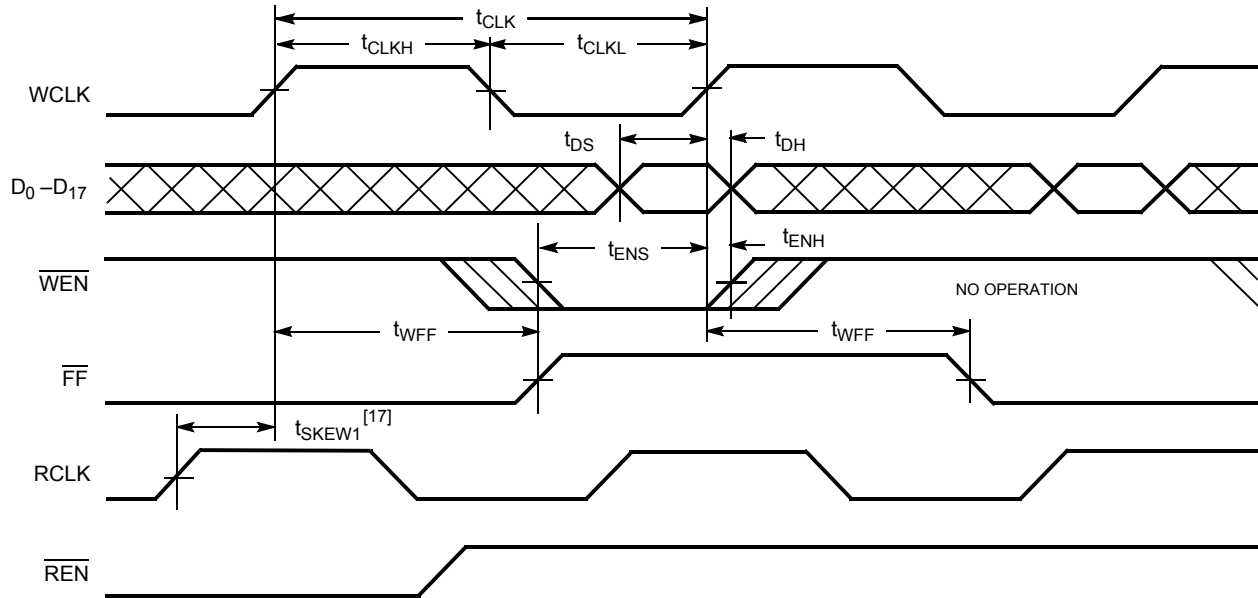 tCLK
tCLKH tCLKL
WCLK
tDS tDH
D0 –D17
tENS tENH
WEN
NO OPERATION
tWFF tWFF
FF
tSKEW1[17]
RCLK
REN